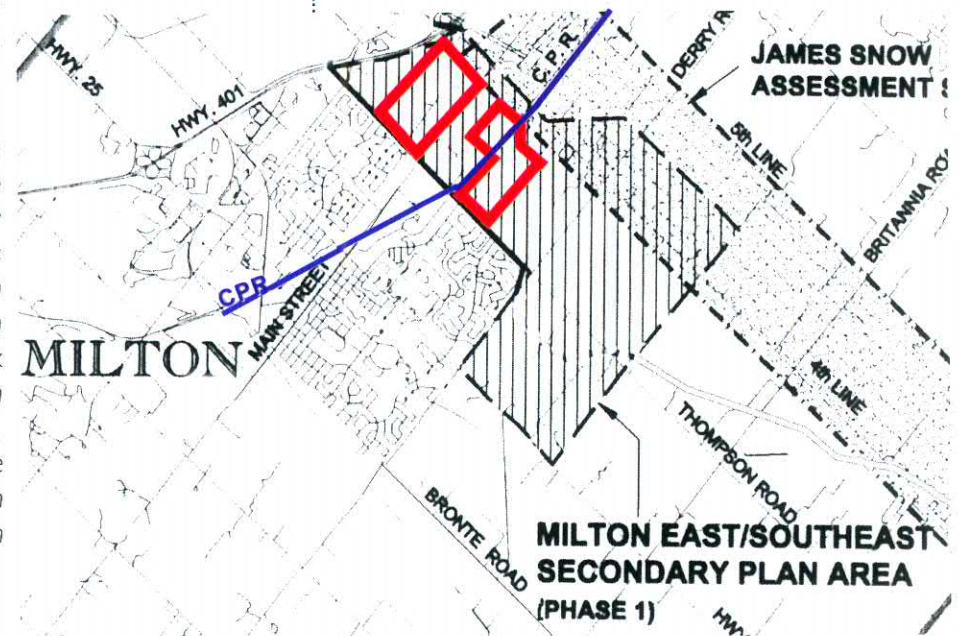 HWY. 25
HWY. 401
C.P.R.
DERRY
JAMES SNOW
ASSESSMENT
5th LINE
BRITANNIA
CPR
MAIN STREET
MILTON
4th LINE
THOMPSON ROAD
BRONTE ROAD
MILTON EAST/SOUTHEAST
SECONDARY PLAN AREA
(PHASE 1)
HWY.